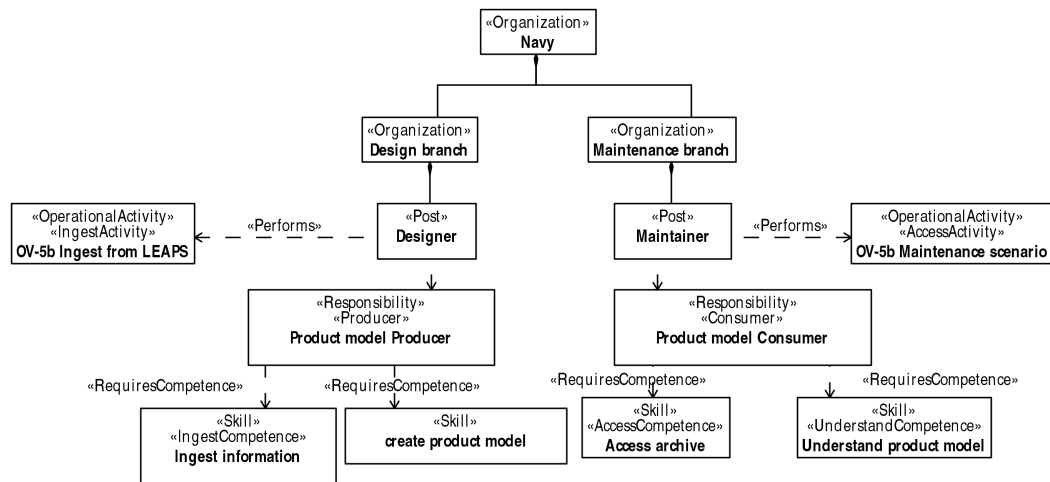 «Organization»
Navy
«Organization»
Design branch
«Organization»
Maintenance branch
«OperationalActivity»
«IngestActivity»
OV-5b Ingest from LEAPS
«Performs»
«Post»
Designer
«Post»
Maintainer
«Performs»
«OperationalActivity»
«AccessActivity»
OV-5b Maintenance scenario
«Responsibility»
«Producer»
Product model Producer
«Responsibility»
«Consumer»
Product model Consumer
«RequiresCompetence»
«RequiresCompetence»
«RequiresCompetence»
«RequiresCompetence»
«Skill»
«IngestCompetence»
Ingest information
«Skill»
create product model
«Skill»
«AccessCompetence»
Access archive
«Skill»
«UnderstandCompetence»
Understand product model